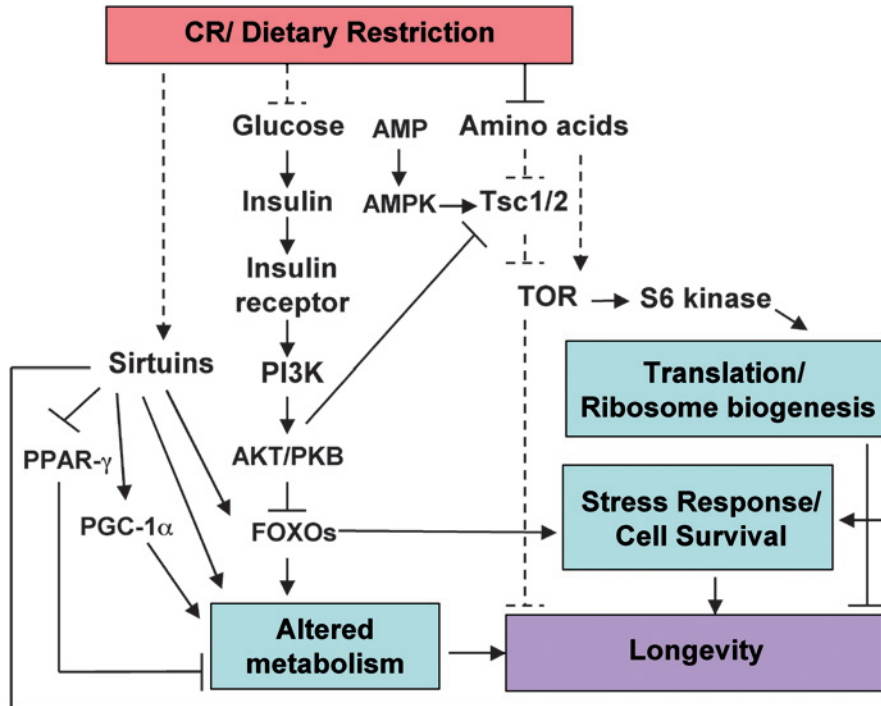 CR/ Dietary Restriction
Glucose
AMP
Amino acids
Insulin
AMPK
Tsc1/2
Insulin
receptor
TOR
S6 kinase
Sirtuins
PI3K
Translation/
Ribosome biogenesis
PPAR-γ
AKT/PKB
Stress Response/
Cell Survival
PGC-1α
FOXOs
Altered
metabolism
Longevity